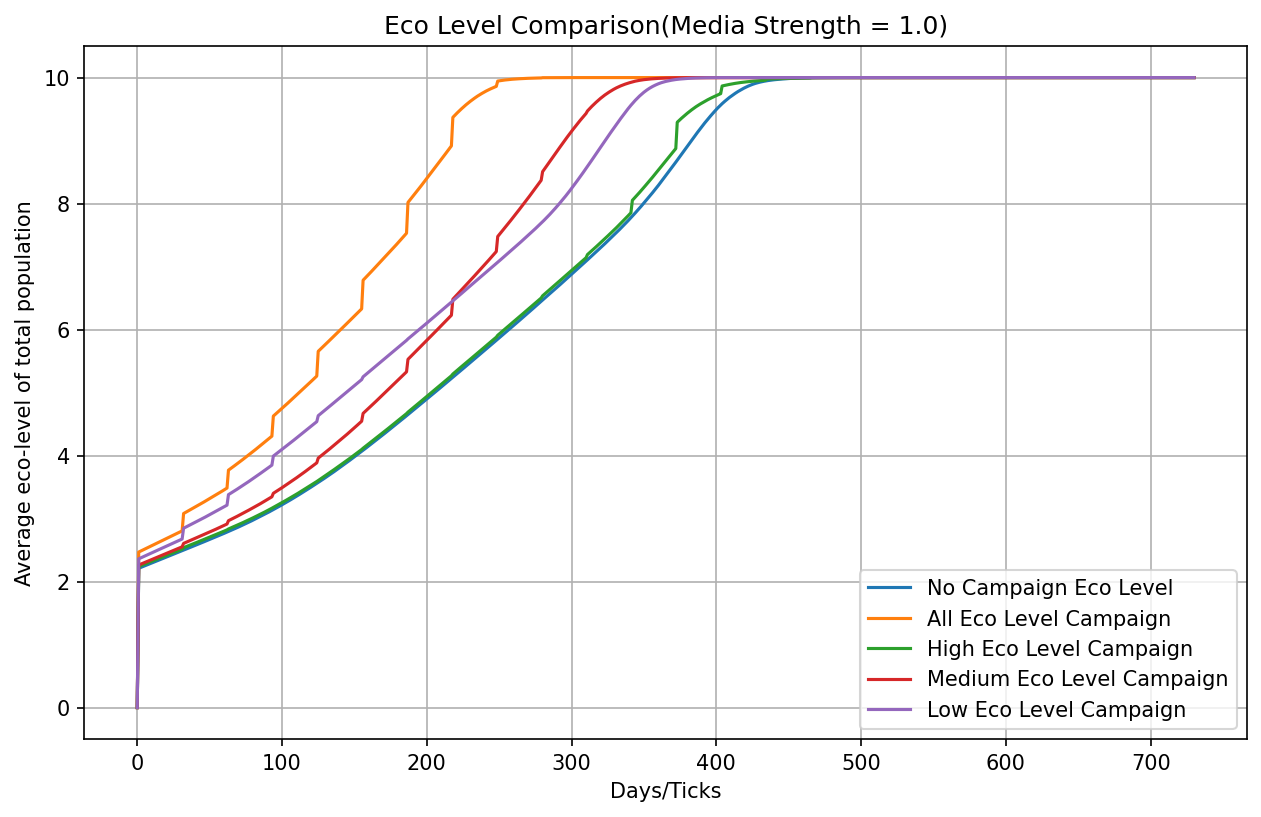 Eco Level Comparison(Media Strength = 1.0)
Average eco-level of total population
10
8
6
4
2
0
No Campaign Eco Level
All Eco Level Campaign
High Eco Level Campaign
Medium Eco Level Campaign
Low Eco Level Campaign
0 100 200 300 400 500 600 700
Days/Ticks